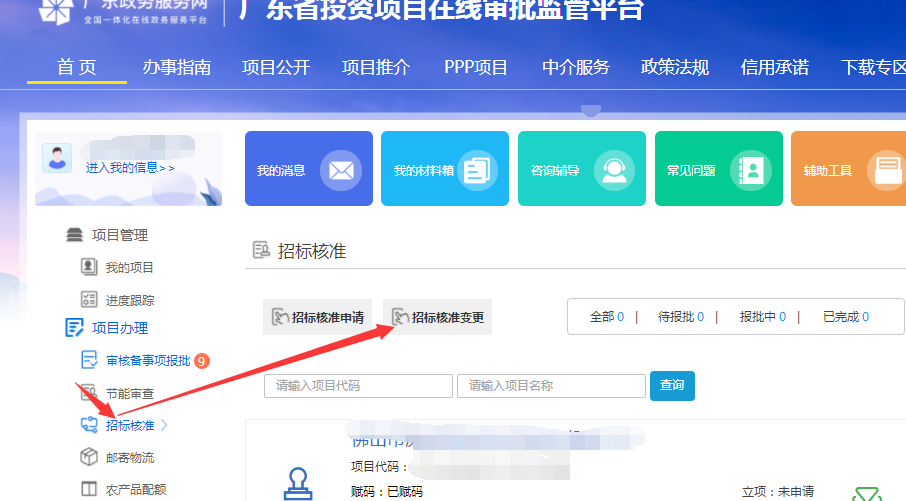 广东政务服务网
全国一体化在线政务服务平台
广东省投资项目在线审批监管平台
首 页 办事指南 项目公开 项目推介 PPP项目 中介服务 政策法规 信用承诺 下载专区
进入我的信息>>
我的消息 我的材料箱 咨询辅导 常见问题 辅助工具
项目管理
我的项目
进度跟踪
项目办理
审核备事项报批 9
节能审查
招标核准
邮寄物流
农产品配额
招标核准
招标核准申请 招标核准变更
全部 0 | 待报批 0 | 报批中 0 | 已完成 0
请输入项目代码 请输入项目名称 查询
佛山市
项目代码:
赋码:已赋码
立项:未申请